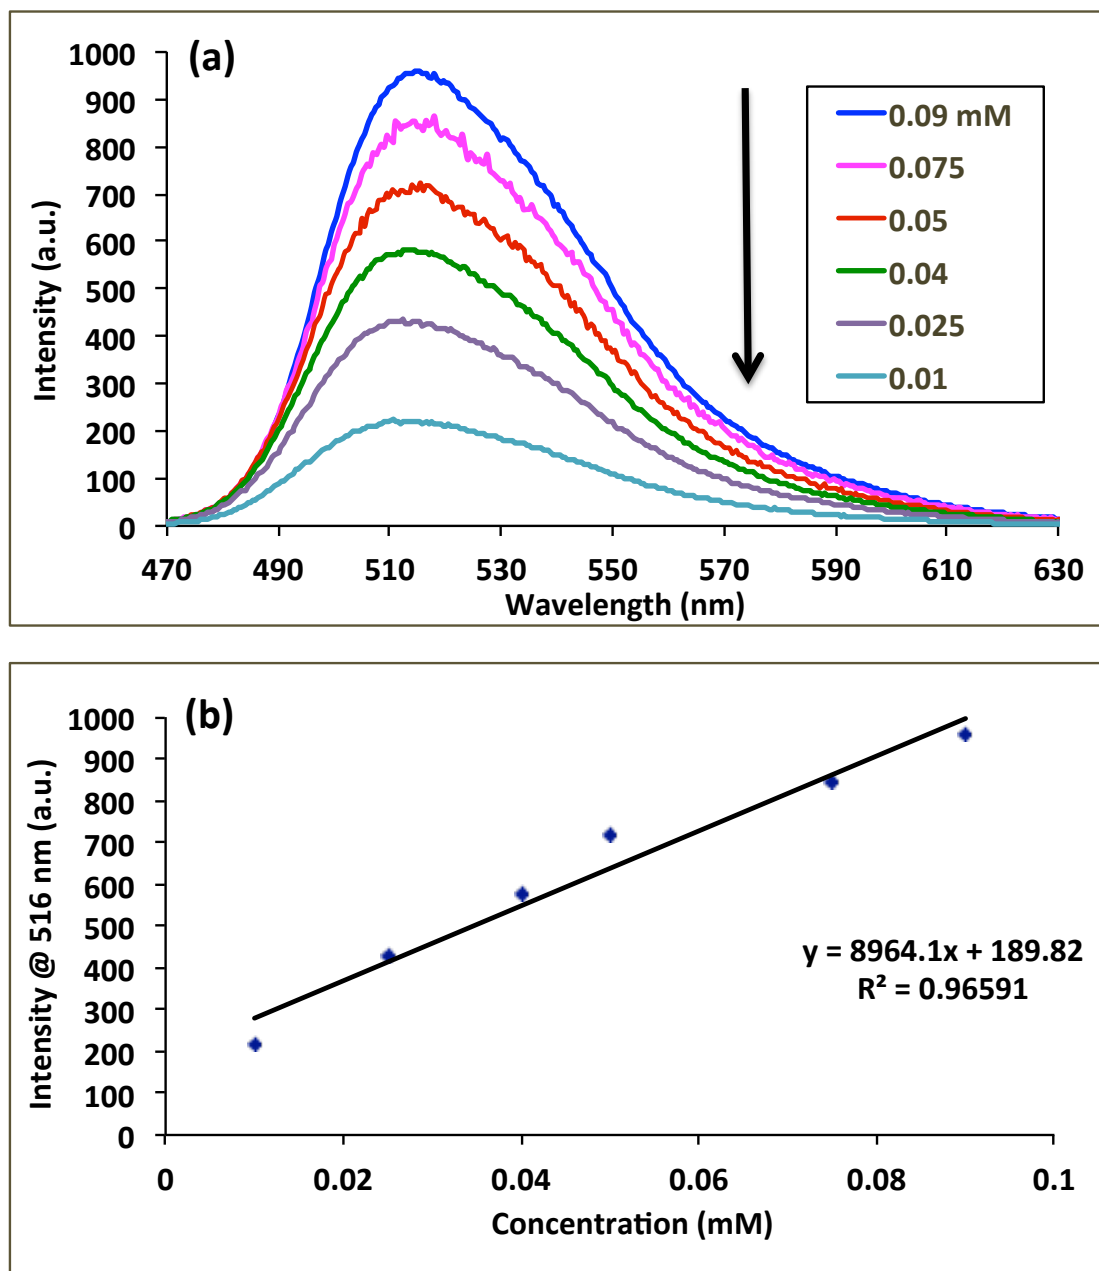 (a)
1000
900
800
700
600
500
400
300
200
100
0
Intensity (a.u.)
470 490 510 530 550 570 590 610 630
Wavelength (nm)
0.09 mM
0.075
0.05
0.04
0.025
0.01
(b)
1000
900
800
700
600
500
400
300
200
100
0
Intensity @ 516 nm (a.u.)
y = 8964.1x + 189.82
R² = 0.96591
0 0.02 0.04 0.06 0.08 0.1
Concentration (mM)